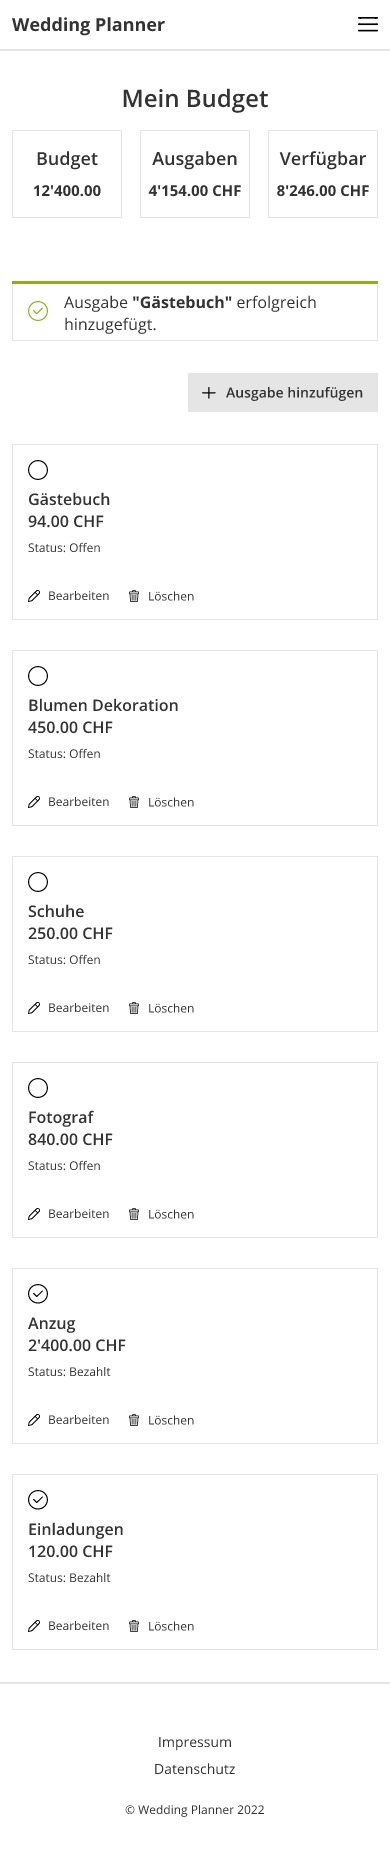 Wedding Planner
Mein Budget
Budget
12'400.00
Ausgaben
4'154.00 CHF
Verfügbar
8'246.00 CHF
Ausgabe "Gästebuch" erfolgreich
hinzugefügt.
Ausgabe hinzufügen
Gästebuch
94.00 CHF
Status: Offen
Bearbeiten Löschen
Blumen Dekoration
450.00 CHF
Status: Offen
Bearbeiten Löschen
Schuhe
250.00 CHF
Status: Offen
Bearbeiten Löschen
Fotograf
840.00 CHF
Status: Offen
Bearbeiten Löschen
Anzug
2'400.00 CHF
Status: Bezahlt
Bearbeiten Löschen
Einladungen
120.00 CHF
Status: Bezahlt
Bearbeiten Löschen
Impressum
Datenschutz
© Wedding Planner 2022